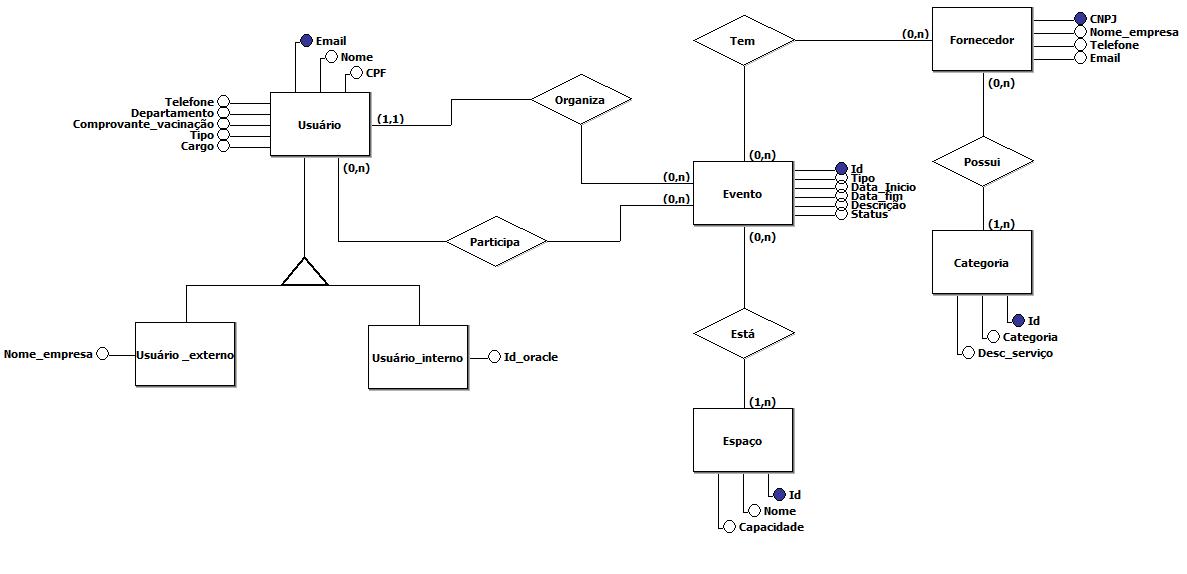 Email
Nome
CPF
Telefone
Departamento
Comprovante_vacinação
Tipo
Cargo
Usuário
(1,1)
(0,n)
Organiza
(0,n)
(0,n)
Participa
Tem
(0,n)
(0,n)
Fornecedor
CNPJ
Nome_empresa
Telefone
Email
(0,n)
Possui
(1,n)
Categoria
Id
Categoria
Desc_serviço
Evento
Id
Tipo
Data_Inicio
Data_fim
Descrição
Status
(0,n)
Está
(1,n)
Espaço
Id
Nome
Capacidade
Nome_empresa
Usuário _externo
Usuário_interno
Id_oracle